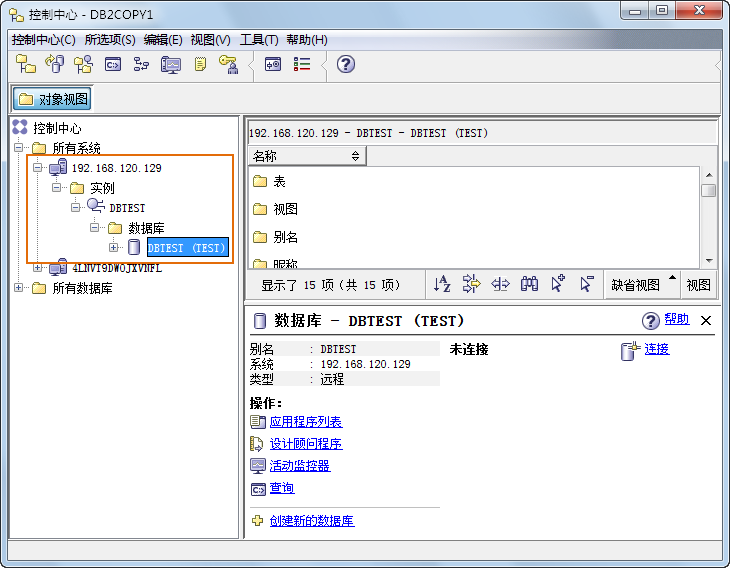 控制中心 - DB2COPY1
控制中心(C) 所选项(S) 编辑(E) 视图(V) 工具(T) 帮助(H)
对象视图
控制中心
所有系统
192.168.120.129
实例
DBTEST
数据库
DBTEST (TEST)
4LNVT9DWOJXVNFL
所有数据库
192.168.120.129 - DBTEST - DBTEST (TEST)
名称
表
视图
别名
昵称
显示了 15 项（共 15 项） 缺省视图 视图
数据库 - DBTEST (TEST) 帮助
别名 : DBTEST 未连接 连接
系统 : 192.168.120.129
类型 : 远程
操作:
应用程序列表
设计顾问程序
活动监控器
查询
创建新的数据库